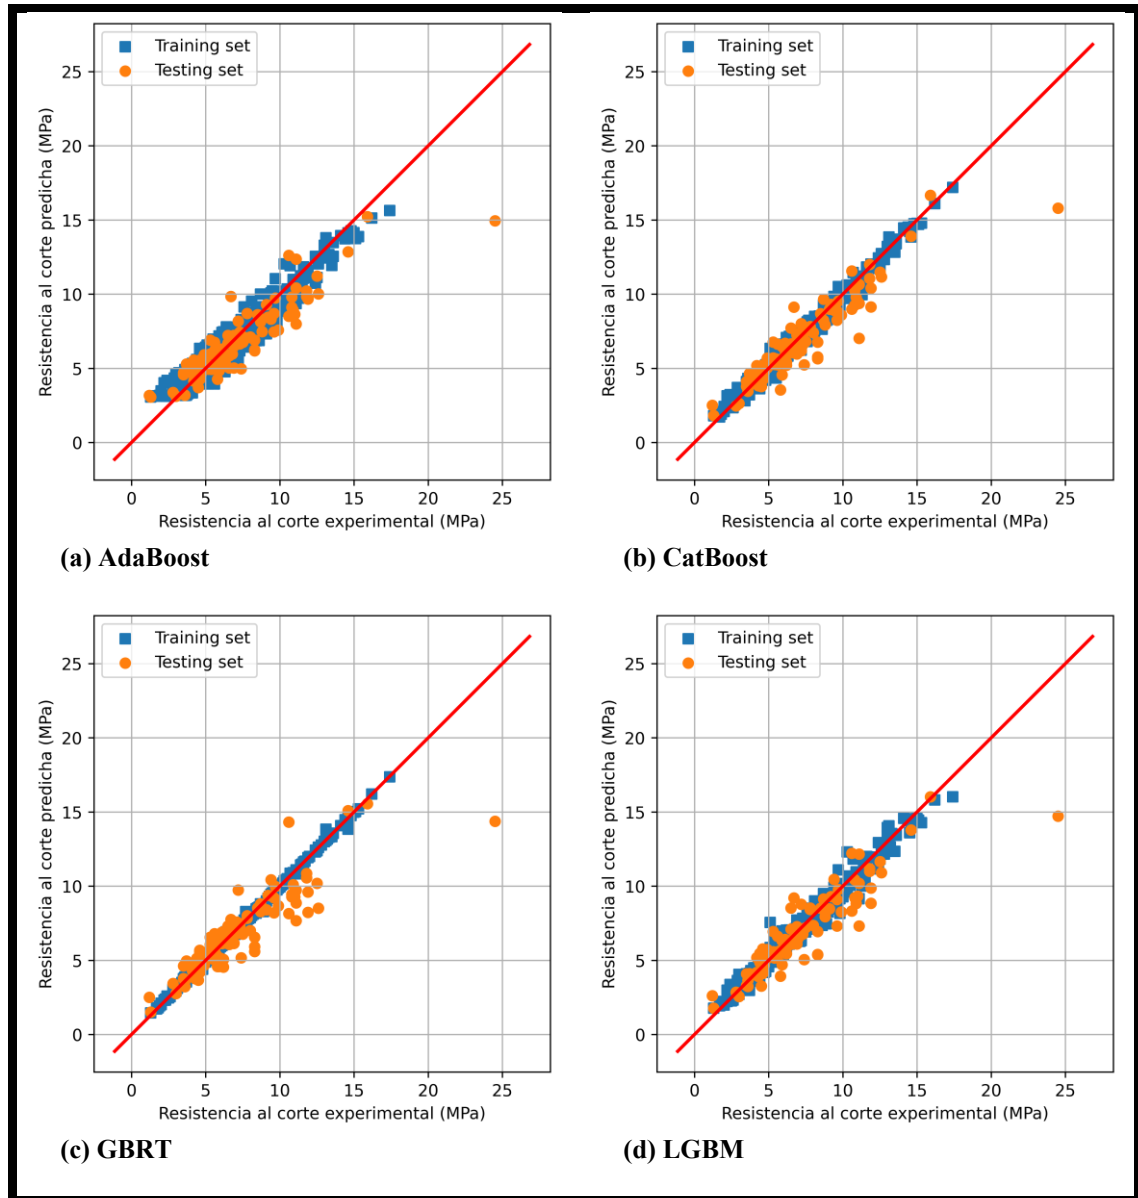 Training set
Testing set
25
20
15
10
5
0
Resistencia al corte predicha (MPa)
0 5 10 15 20 25
Resistencia al corte experimental (MPa)
(a) AdaBoost
Training set
Testing set
25
20
15
10
5
0
Resistencia al corte predicha (MPa)
0 5 10 15 20 25
Resistencia al corte experimental (MPa)
(b) CatBoost
Training set
Testing set
25
20
15
10
5
0
Resistencia al corte predicha (MPa)
0 5 10 15 20 25
Resistencia al corte experimental (MPa)
(c) GBRT
Training set
Testing set
25
20
15
10
5
0
Resistencia al corte predicha (MPa)
0 5 10 15 20 25
Resistencia al corte experimental (MPa)
(d) LGBM